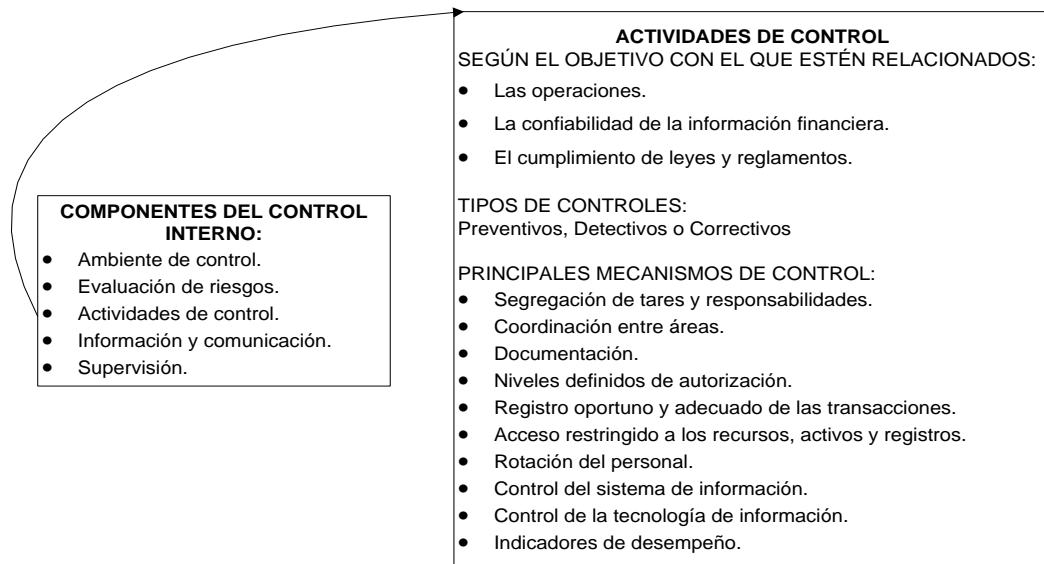 COMPONENTES DEL CONTROL
INTERNO:
• Ambiente de control.
• Evaluación de riesgos.
• Actividades de control.
• Información y comunicación.
• Supervisión.
ACTIVIDADES DE CONTROL
SEGÚN EL OBJETIVO CON EL QUE ESTÉN RELACIONADOS:
• Las operaciones.
• La confiabilidad de la información financiera.
• El cumplimiento de leyes y reglamentos.
TIPOS DE CONTROLES:
Preventivos, Detectivos o Correctivos
PRINCIPALES MECANISMOS DE CONTROL:
• Segregación de tares y responsabilidades.
• Coordinación entre áreas.
• Documentación.
• Niveles definidos de autorización.
• Registro oportuno y adecuado de las transacciones.
• Acceso restringido a los recursos, activos y registros.
• Rotación del personal.
• Control del sistema de información.
• Control de la tecnología de información.
• Indicadores de desempeño.